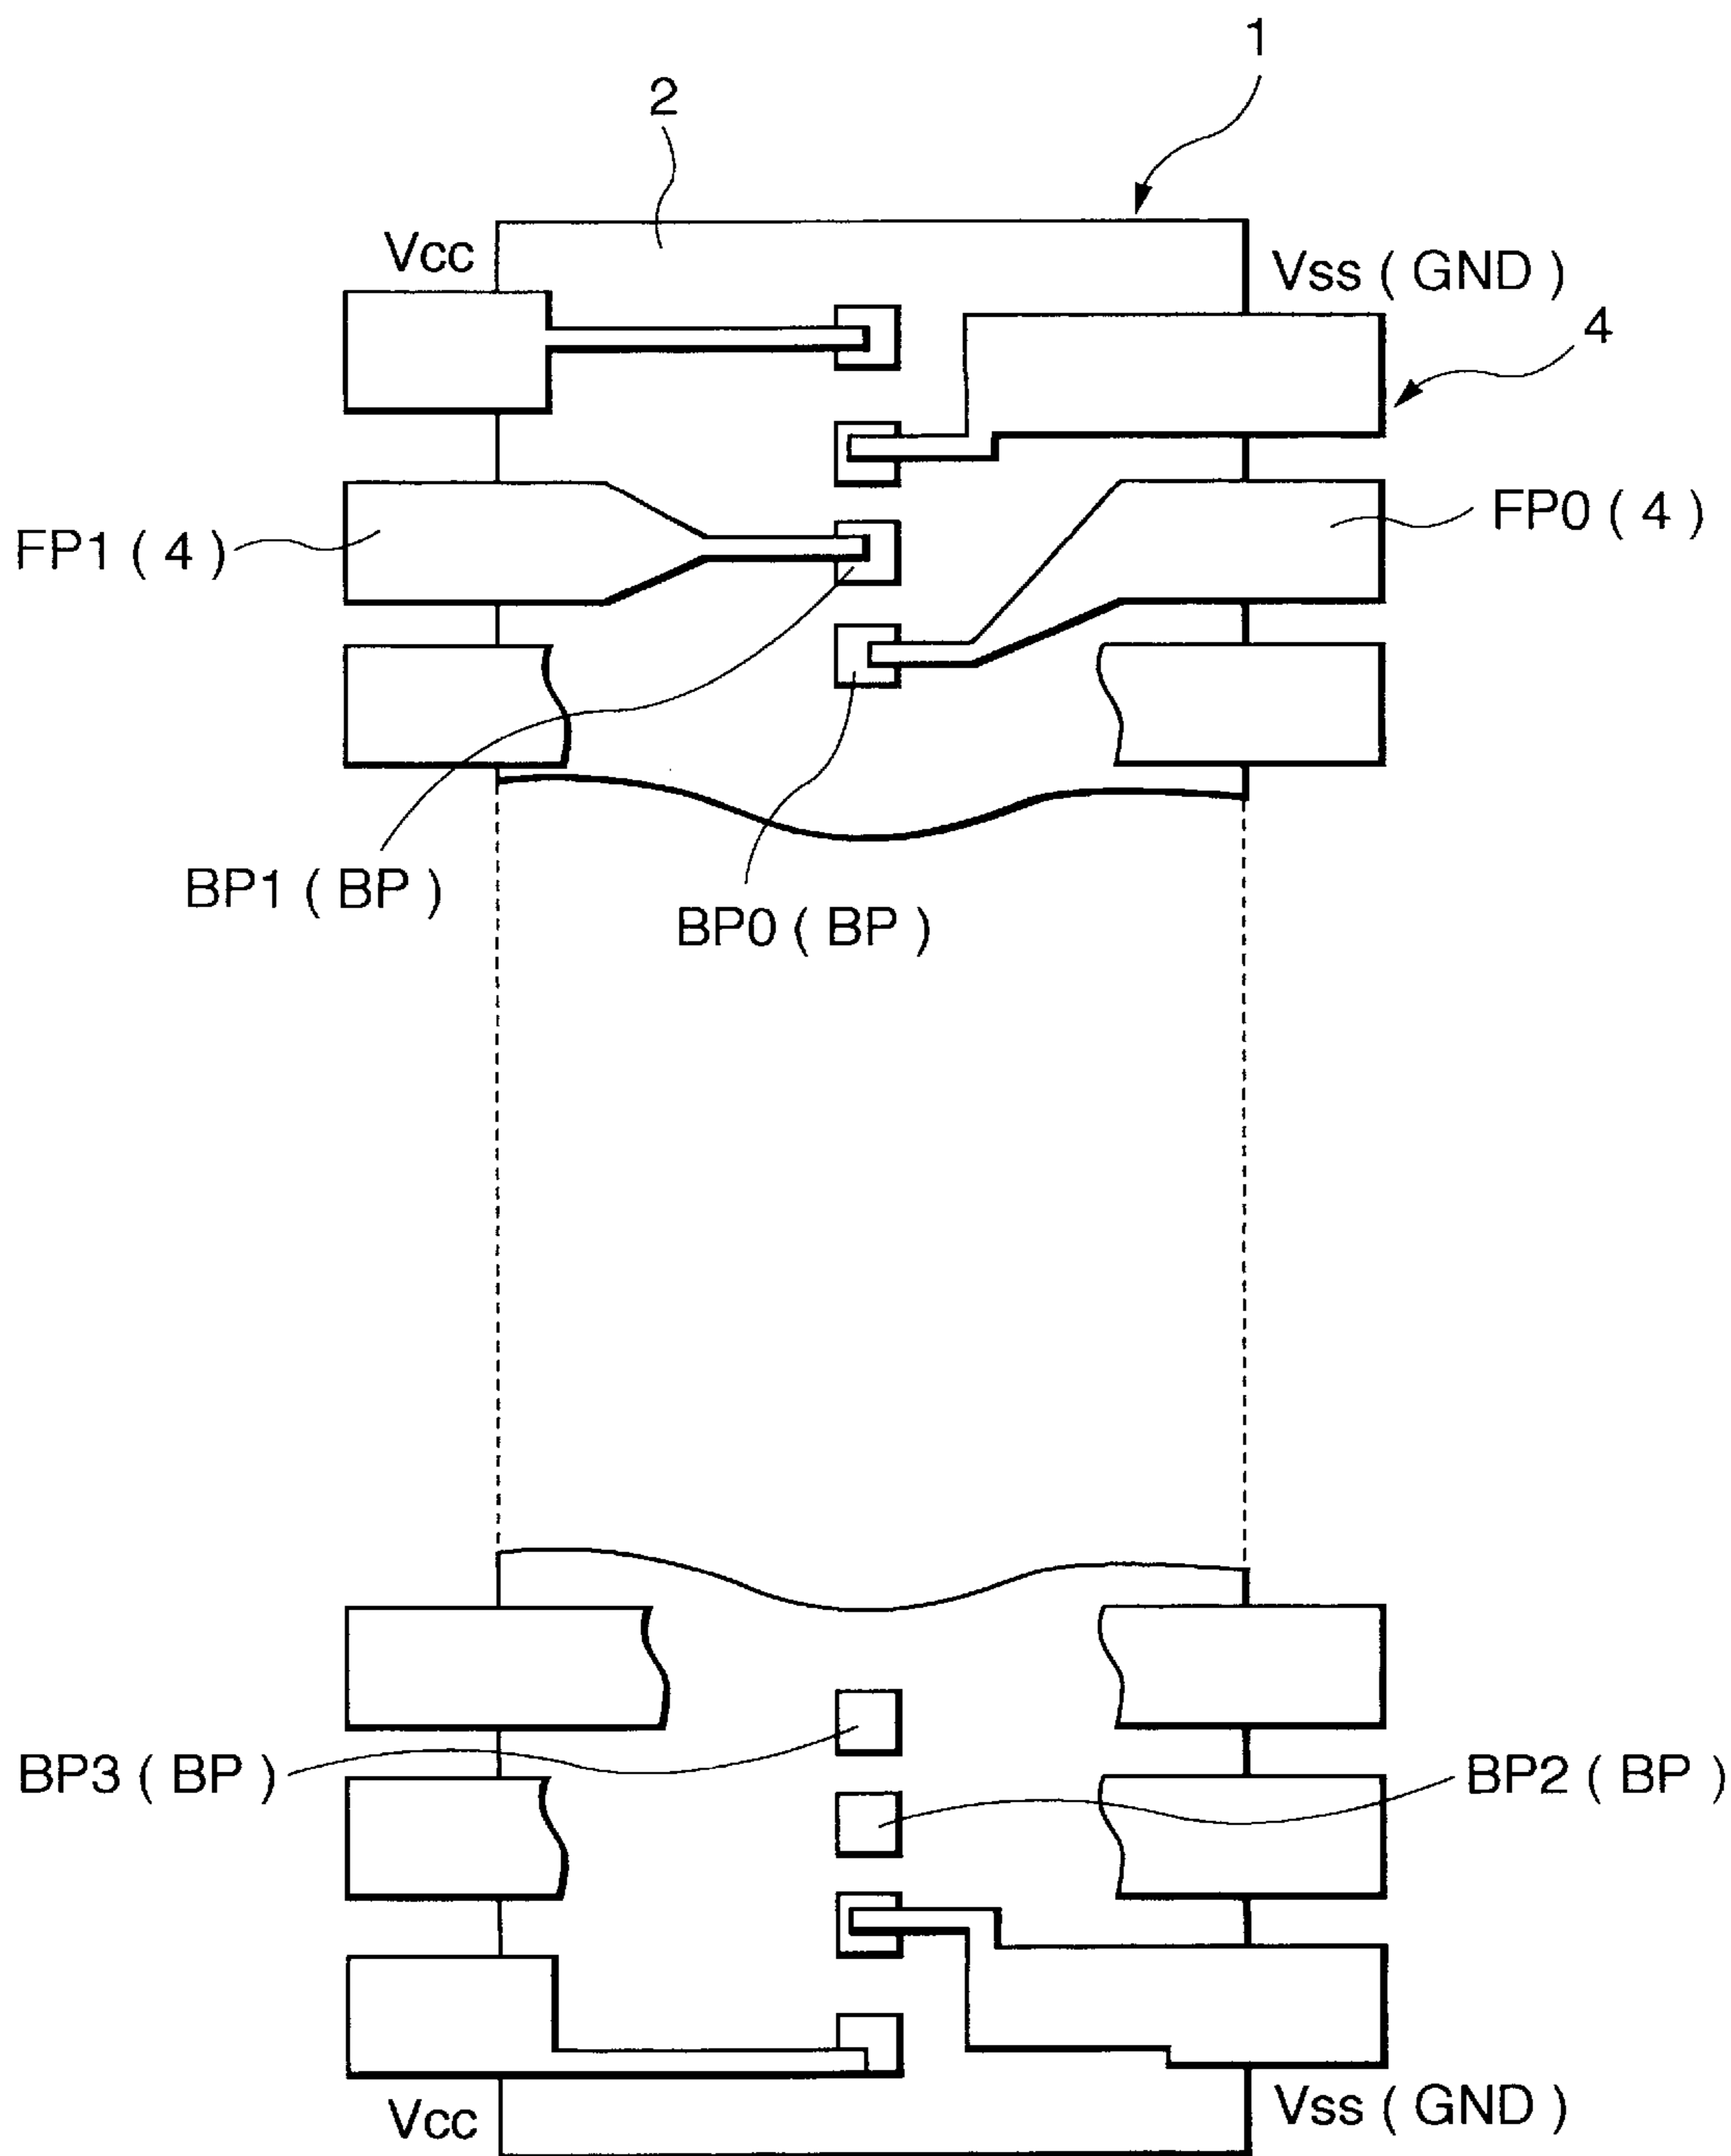 1
2
Vcc
Vss ( GND )
4
FP1 ( 4 )
FP0 ( 4 )
BP1 ( BP )
BP0 ( BP )
BP3 ( BP )
BP2 ( BP )
Vcc
Vss ( GND )